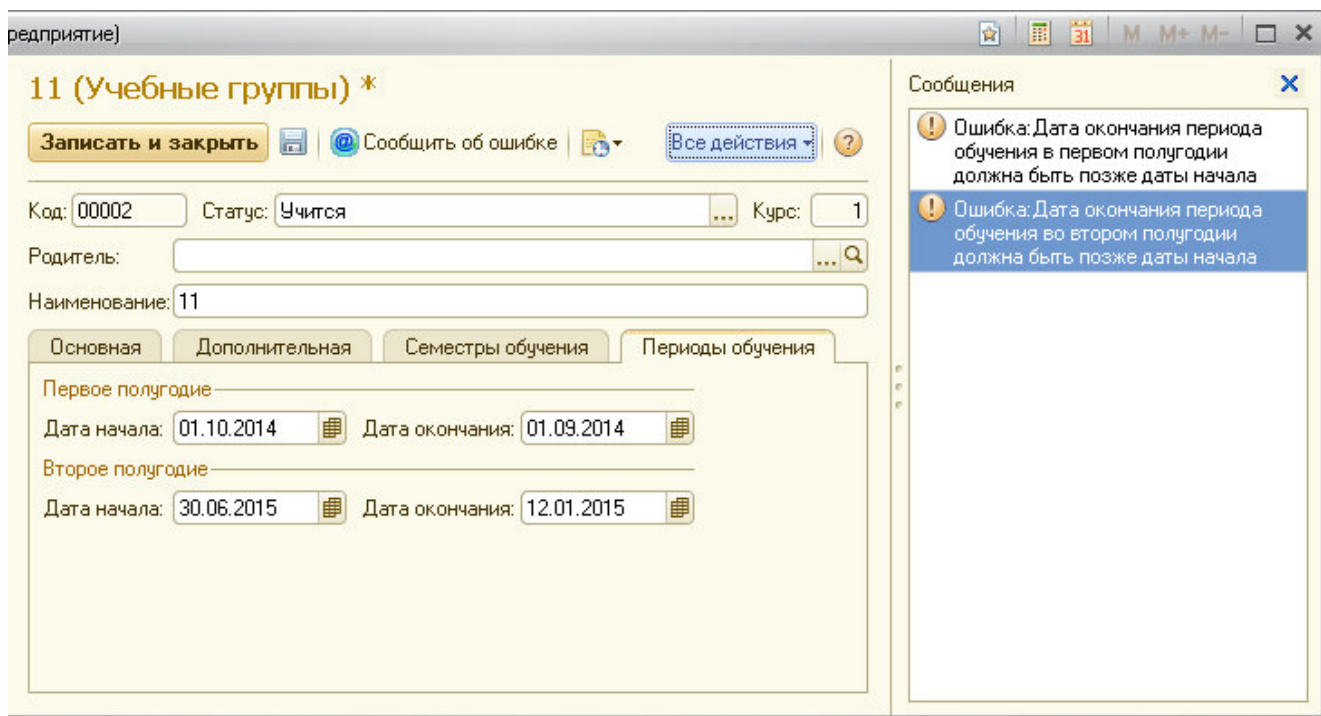 редприятие)
31 M M+ M-
11 (Учебные группы) *
Записать и закрыть @ Сообщить об ошибке Все действия ?
Код: 00002 Статус: Учится ... Курс: 1
Родитель: ...
Наименование: 11
Основная Дополнительная Семестры обучения Периоды обучения
Первое полугодие
Дата начала: 01.10.2014 Дата окончания: 01.09.2014
Второе полугодие
Дата начала: 30.06.2015 Дата окончания: 12.01.2015
Сообщения
! Ошибка: Дата окончания периода
обучения в первом полугодии
должна быть позже даты начала
! Ошибка: Дата окончания периода
обучения во втором полугодии
должна быть позже даты начала